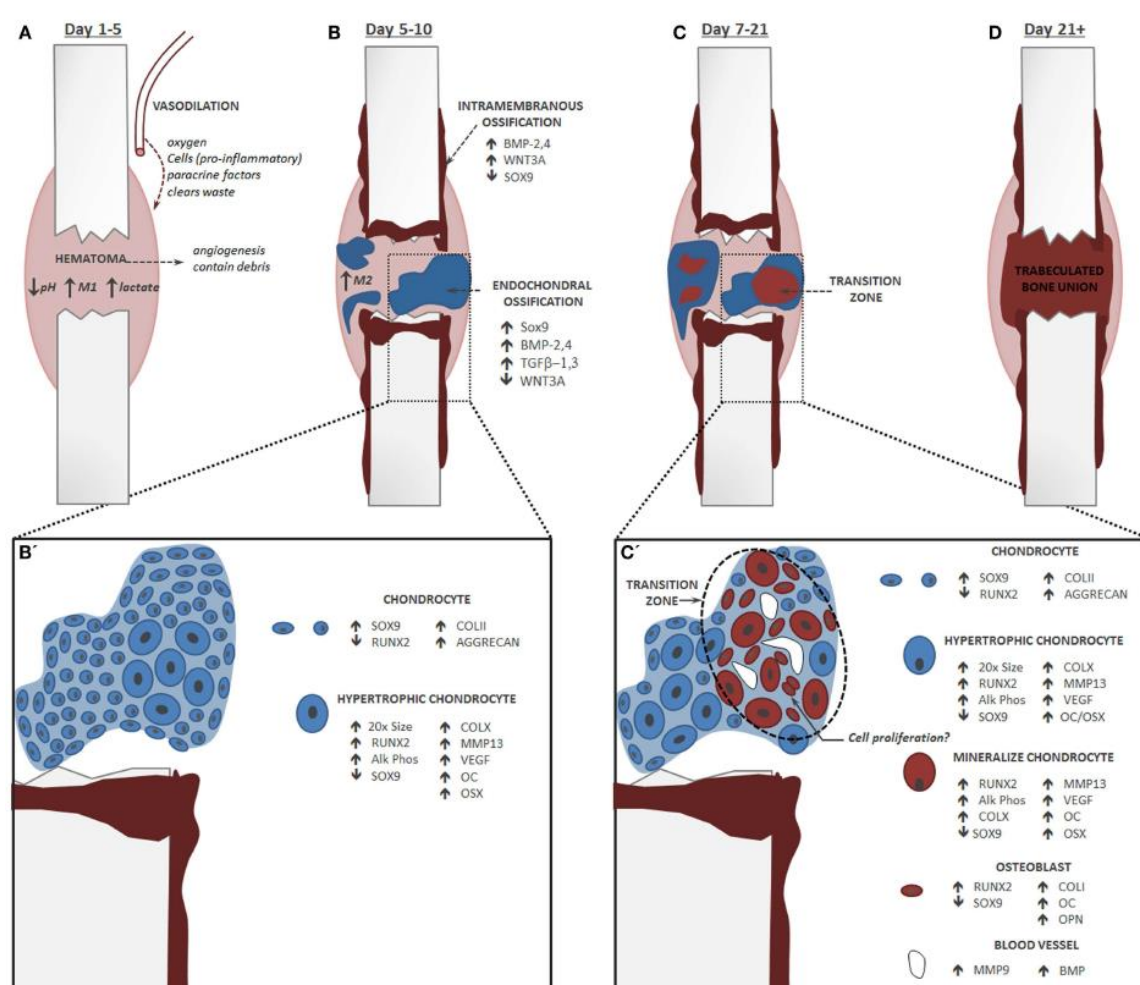 A
Day 1-5
VASODILATION
oxygen
Cells (pro-inflammatory)
paracrine factors
clears waste
HEMATOMA
angiogenesis
contain debris
↓pH ↑M1 ↑lactate
B
Day 5-10
INTRAMEMBRANOUS
OSSIFICATION
↑ BMP-2,4
↑ WNT3A
↓ SOX9
↑M2
ENDOCHONDRAL
OSSIFICATION
↑ Sox9
↑ BMP-2,4
↑ TGFβ–1,3
↓ WNT3A
C
Day 7-21
TRANSITION
ZONE
D
Day 21+
TRABECULATED
BONE UNION
B´
CHONDROCYTE
↑ SOX9 ↑ COLII
↓ RUNX2 ↑ AGGRECAN
HYPERTROPHIC CHONDROCYTE
↑ 20x Size ↑ COLX
↑ RUNX2 ↑ MMP13
↑ Alk Phos ↑ VEGF
↓ SOX9 ↑ OC
↑ OSX
C´
TRANSITION
ZONE
Cell proliferation?
CHONDROCYTE
↑ SOX9 ↑ COLII
↓ RUNX2 ↑ AGGRECAN
HYPERTROPHIC CHONDROCYTE
↑ 20x Size ↑ COLX
↑ RUNX2 ↑ MMP13
↑ Alk Phos ↑ VEGF
↓ SOX9 ↑ OC/OSX
MINERALIZE CHONDROCYTE
↑ RUNX2 ↑ MMP13
↑ Alk Phos ↑ VEGF
↑ COLX ↑ OC
↓ SOX9 ↑ OSX
OSTEOBLAST
↑ RUNX2 ↑ COLI
↓ SOX9 ↑ OC
↑ OPN
BLOOD VESSEL
↑ MMP9 ↑ BMP